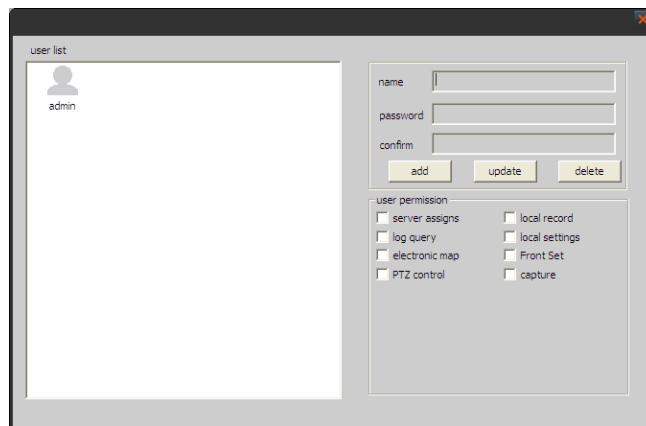 user list
admin
name
password
confirm
add update delete
user permission
server assigns local record
log query local settings
electronic map Front Set
PTZ control capture